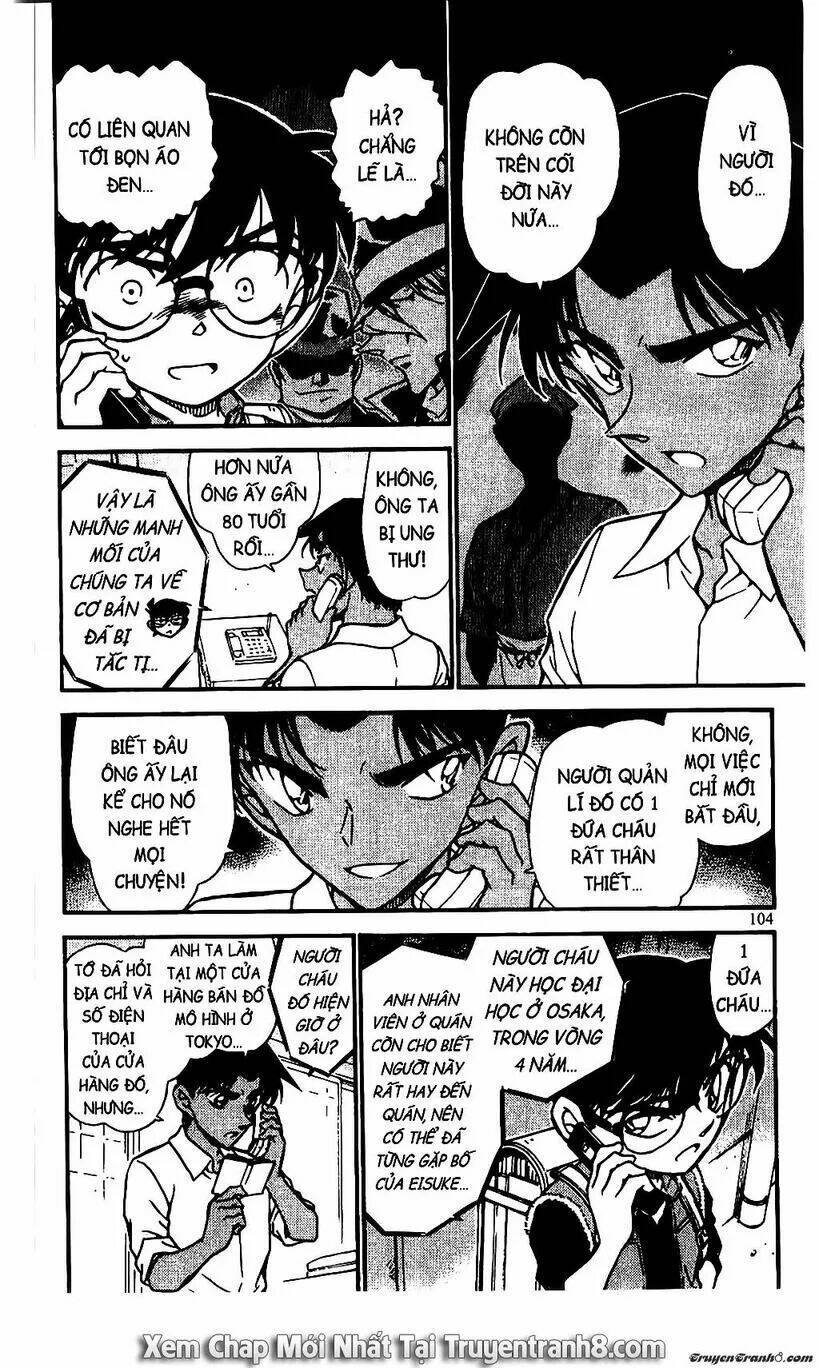 VÌ
NGƯỜI
ĐÓ...
KHÔNG CÒN
TRÊN CÕI
ĐỜI NÀY
NỮA...
HẢ?
CHẲNG
LẼ LÀ...
CÓ LIÊN QUAN
TỚI BỌN ÁO
ĐEN...
KHÔNG,
ÔNG TA
BỊ UNG
THƯ!
HƠN NỮA
ÔNG ẤY GẦN
80 TUỔI
RỒI...
VẬY LÀ
NHỮNG MANH
MỐI CỦA
CHÚNG TA VỀ
CƠ BẢN
ĐÃ BỊ
TẮC TỊ...
KHÔNG,
MỌI VIỆC
CHỈ MỚI
BẮT ĐẦU,
NGƯỜI QUẢN
LÍ ĐÓ CÓ 1
ĐỨA CHÁU
RẤT THÂN
THIẾT...
BIẾT ĐÂU
ÔNG ẤY LẠI
KỂ CHO NÓ
NGHE HẾT
MỌI
CHUYỆN!
104
1
ĐỨA
CHÁU...
NGƯỜI CHÁU
NÀY HỌC ĐẠI
HỌC Ở OSAKA,
TRONG VÒNG
4 NĂM...
ANH NHÂN
VIÊN Ở QUÁN
CÒN CHO BIẾT
NGƯỜI NÀY
RẤT HAY ĐẾN
QUÁN, NÊN
CÓ THỂ ĐÃ
TỪNG GẶP BỐ
CỦA EISUKE...
NGƯỜI
CHÁU
ĐÓ HIỆN
GIỜ Ở
ĐÂU?
ANH TA LÀM
TẠI MỘT CỬA
HÀNG BÁN ĐỒ
MÔ HÌNH Ở
TOKYO...
TỚ ĐÃ HỎI
ĐỊA CHỈ VÀ
SỐ ĐIỆN
THOẠI
CỦA CỬA
HÀNG ĐÓ,
NHƯNG...
Xem Chap Mới Nhất Tại Truyentranh8.com
TruyenTranh8.com